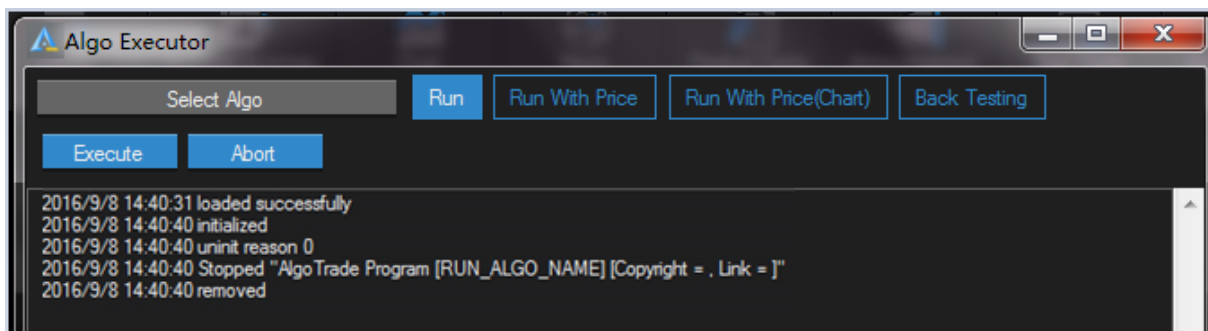 Algo Executor
Select Algo Run Run With Price Run With Price(Chart) Back Testing
Execute Abort
2016/9/8 14:40:31 loaded successfully
2016/9/8 14:40:40 initialized
2016/9/8 14:40:40 uninit reason 0
2016/9/8 14:40:40 Stopped "AlgoTrade Program [RUN_ALGO_NAME] [Copyright = , Link = ]"
2016/9/8 14:40:40 removed